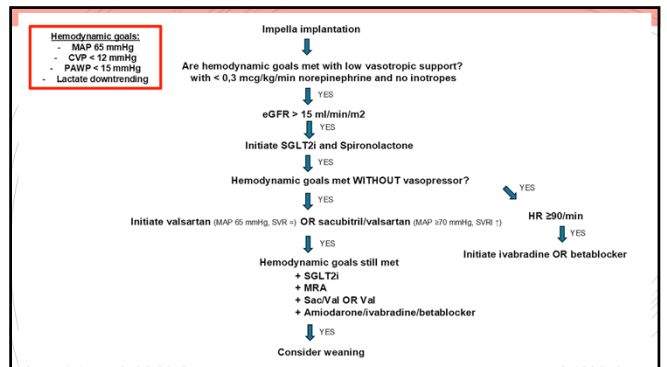 Hemodynamic goals:
- MAP 65 mmHg
- CVP < 12 mmHg
- PAWP < 15 mmHg
- Lactate downtrending
Impella implantation
Are hemodynamic goals met with low vasotropic support?
with < 0,3 mcg/kg/min norepinephrine and no inotropes
YES
eGFR > 15 ml/min/m2
YES
Initiate SGLT2i and Spironolactone
YES
Hemodynamic goals met WITHOUT vasopressor?
YES
YES
HR ≥90/min
YES
Initiate ivabradine OR betablocker
Initiate valsartan (MAP 65 mmHg, SVR =) OR sacubitril/valsartan (MAP ≥70 mmHg, SVRI ↑)
YES
Hemodynamic goals still met
+ SGLT2i
+ MRA
+ Sac/Val OR Val
+ Amiodarone/ivabradine/betablocker
YES
Consider weaning